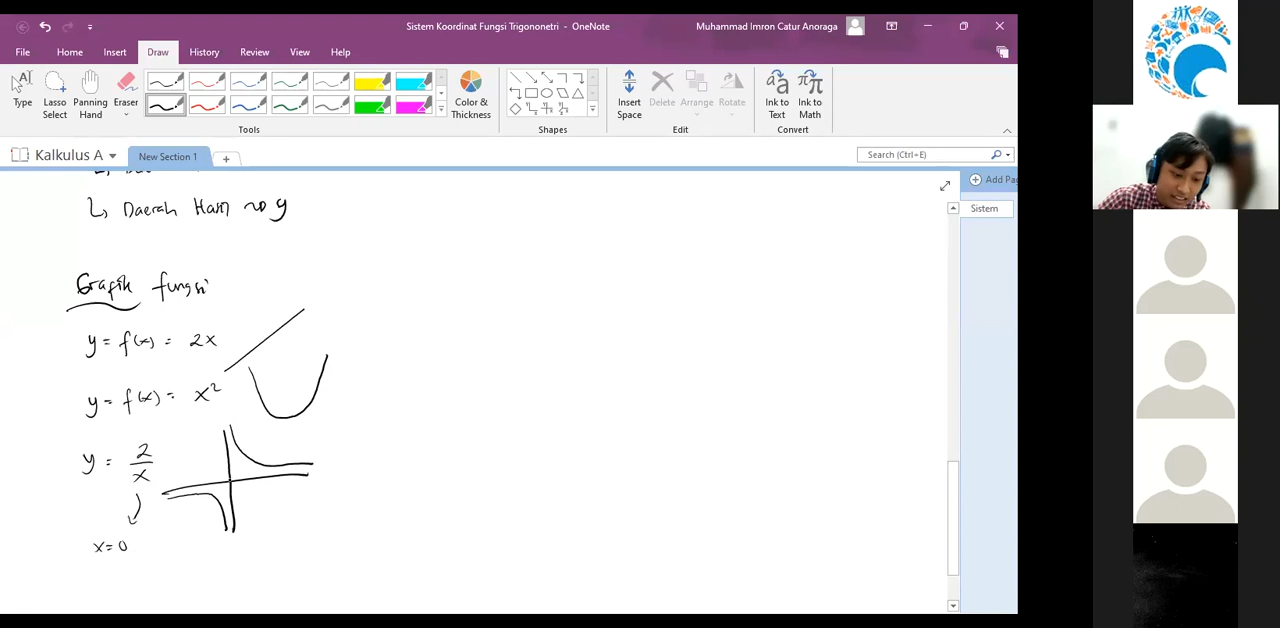 Sistem Koordinat Fungsi Trigononetri - OneNote
Muhammad Imron Catur Anoraga
File Home Insert Draw History Review View Help
Type
Lasso Select
Panning Hand
Eraser
Color & Thickness
Insert Space
Delete
Arrange
Rotate
Ink to Text
Ink to Math
Tools
Shapes
Edit
Convert
Kalkulus A
New Section 1
Search (Ctrl+E)
Add Pag
Sistem
Daerah Hasil ~> y
Grafik fungsi
y = f(x) = 2x
y = f(x) = x²
y = 2/x
x = 0